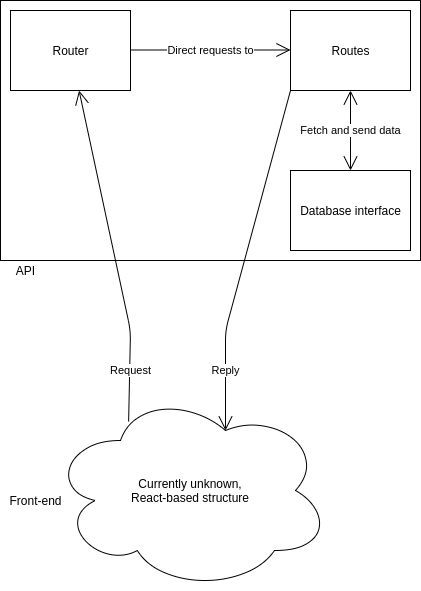 Router
Direct requests to
Routes
Fetch and send data
Database interface
API
Request
Reply
Currently unknown,
React-based structure
Front-end